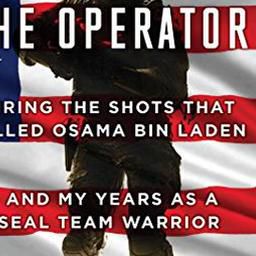 HE OPERATOR
RING THE SHOTS THAT
LLED OSAMA BIN LADEN
AND MY YEARS AS A
SEAL TEAM WARRIOR